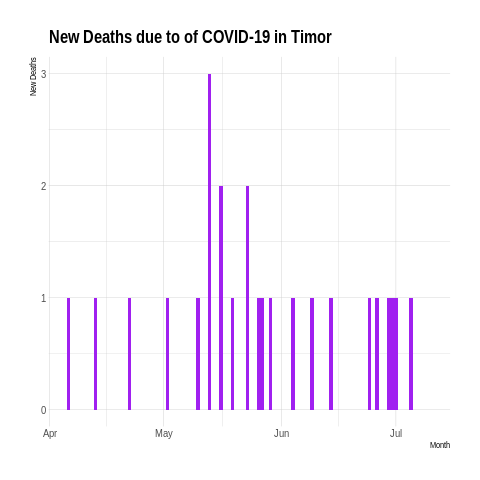 New Deaths due to of COVID-19 in Timor
New Deaths
3
2
1
0
Apr
May
Jun
Jul
Month